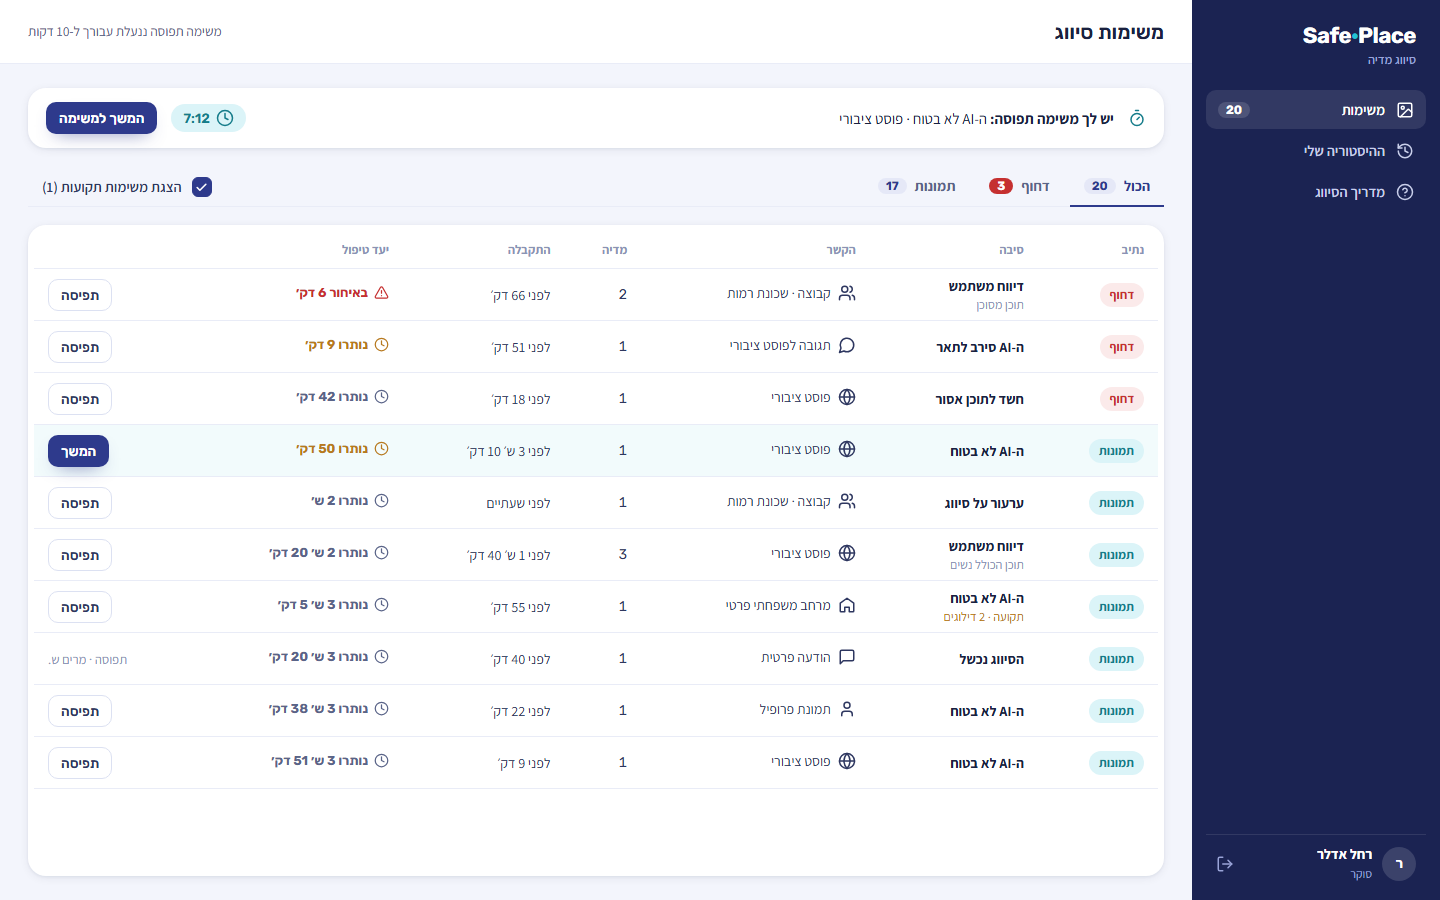 Safe•Place
סיווג מדיה
משימות 20
ההיסטוריה שלי
מדריך הסיווג
רחל אדלר
סוקר
ר
משימות סיווג
משימה תפוסה ננעלת עבורך ל-10 דקות
יש לך משימה תפוסה: ה-AI לא בטוח · פוסט ציבורי
7:12
המשך למשימה
הכול 20
דחוף 3
תמונות 17
הצגת משימות תקועות (1)
נתיב סיבה הקשר מדיה התקבלה יעד טיפול
דחוף דיווח משתמש קבוצה · שכונת רמות 2 לפני 66 דק׳ באיחור 6 דק׳ תפיסה
תוכן מסוכן
דחוף ה-AI סירב לתאר תגובה לפוסט ציבורי 1 לפני 51 דק׳ נותרו 9 דק׳ תפיסה
דחוף חשד לתוכן אסור פוסט ציבורי 1 לפני 18 דק׳ נותרו 42 דק׳ תפיסה
תמונות ה-AI לא בטוח פוסט ציבורי 1 לפני 3 ש׳ 10 דק׳ נותרו 50 דק׳ המשך
תמונות ערעור על סיווג קבוצה · שכונת רמות 1 לפני שעתיים נותרו 2 ש׳ תפיסה
תמונות דיווח משתמש פוסט ציבורי 3 לפני 1 ש׳ 40 דק׳ נותרו 2 ש׳ 20 דק׳ תפיסה
תוכן הכולל נשים
תמונות ה-AI לא בטוח מרחב משפחתי פרטי 1 לפני 55 דק׳ נותרו 3 ש׳ 5 דק׳ תפיסה
תקועה · 2 דילוגים
תמונות הסיווג נכשל הודעה פרטית 1 לפני 40 דק׳ נותרו 3 ש׳ 20 דק׳ תפוסה · מרים ש.
תמונות ה-AI לא בטוח תמונת פרופיל 1 לפני 22 דק׳ נותרו 3 ש׳ 38 דק׳ תפיסה
תמונות ה-AI לא בטוח פוסט ציבורי 1 לפני 9 דק׳ נותרו 3 ש׳ 51 דק׳ תפיסה